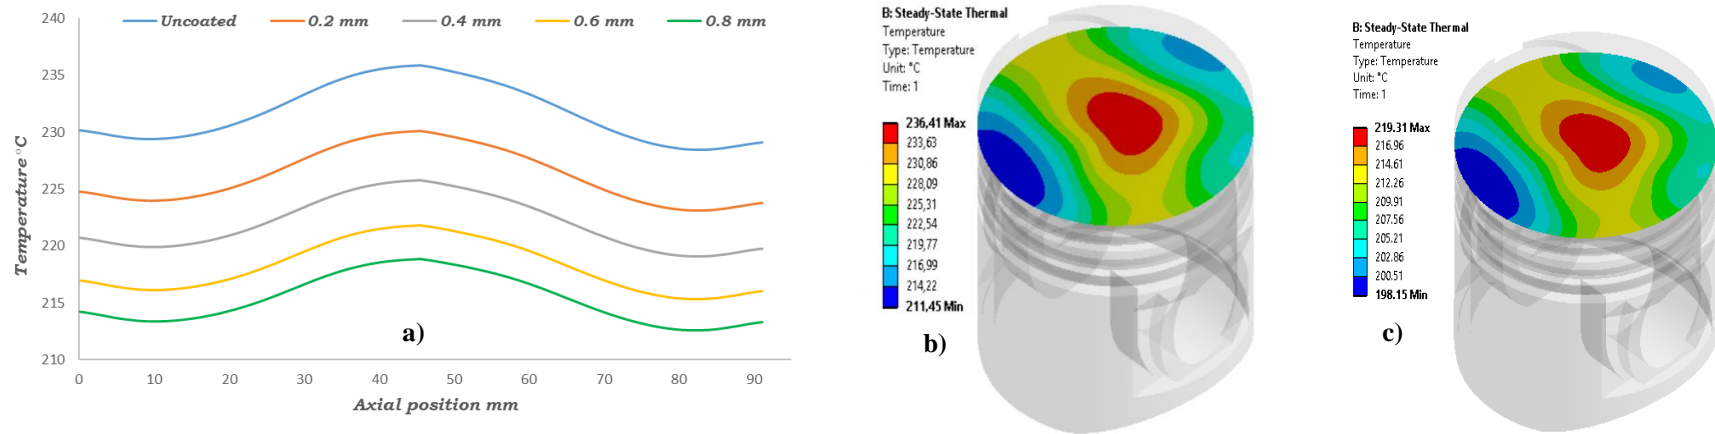 Uncoated 0.2 mm 0.4 mm 0.6 mm 0.8 mm
240
235
230
225
220
215
210
Temperature °C
0 10 20 30 40 50 60 70 80 90
Axial position mm
a)
B: Steady-State Thermal
Temperature
Type: Temperature
Unit: °C
Time: 1
236,41 Max
233,63
230,86
228,09
225,31
222,54
219,77
216,99
214,22
211,45 Min
b)
B: Steady-State Thermal
Temperature
Type: Temperature
Unit: °C
Time: 1
219.31 Max
216.96
214.61
212.26
209.91
207.56
205.21
202.86
200.51
198.15 Min
c)